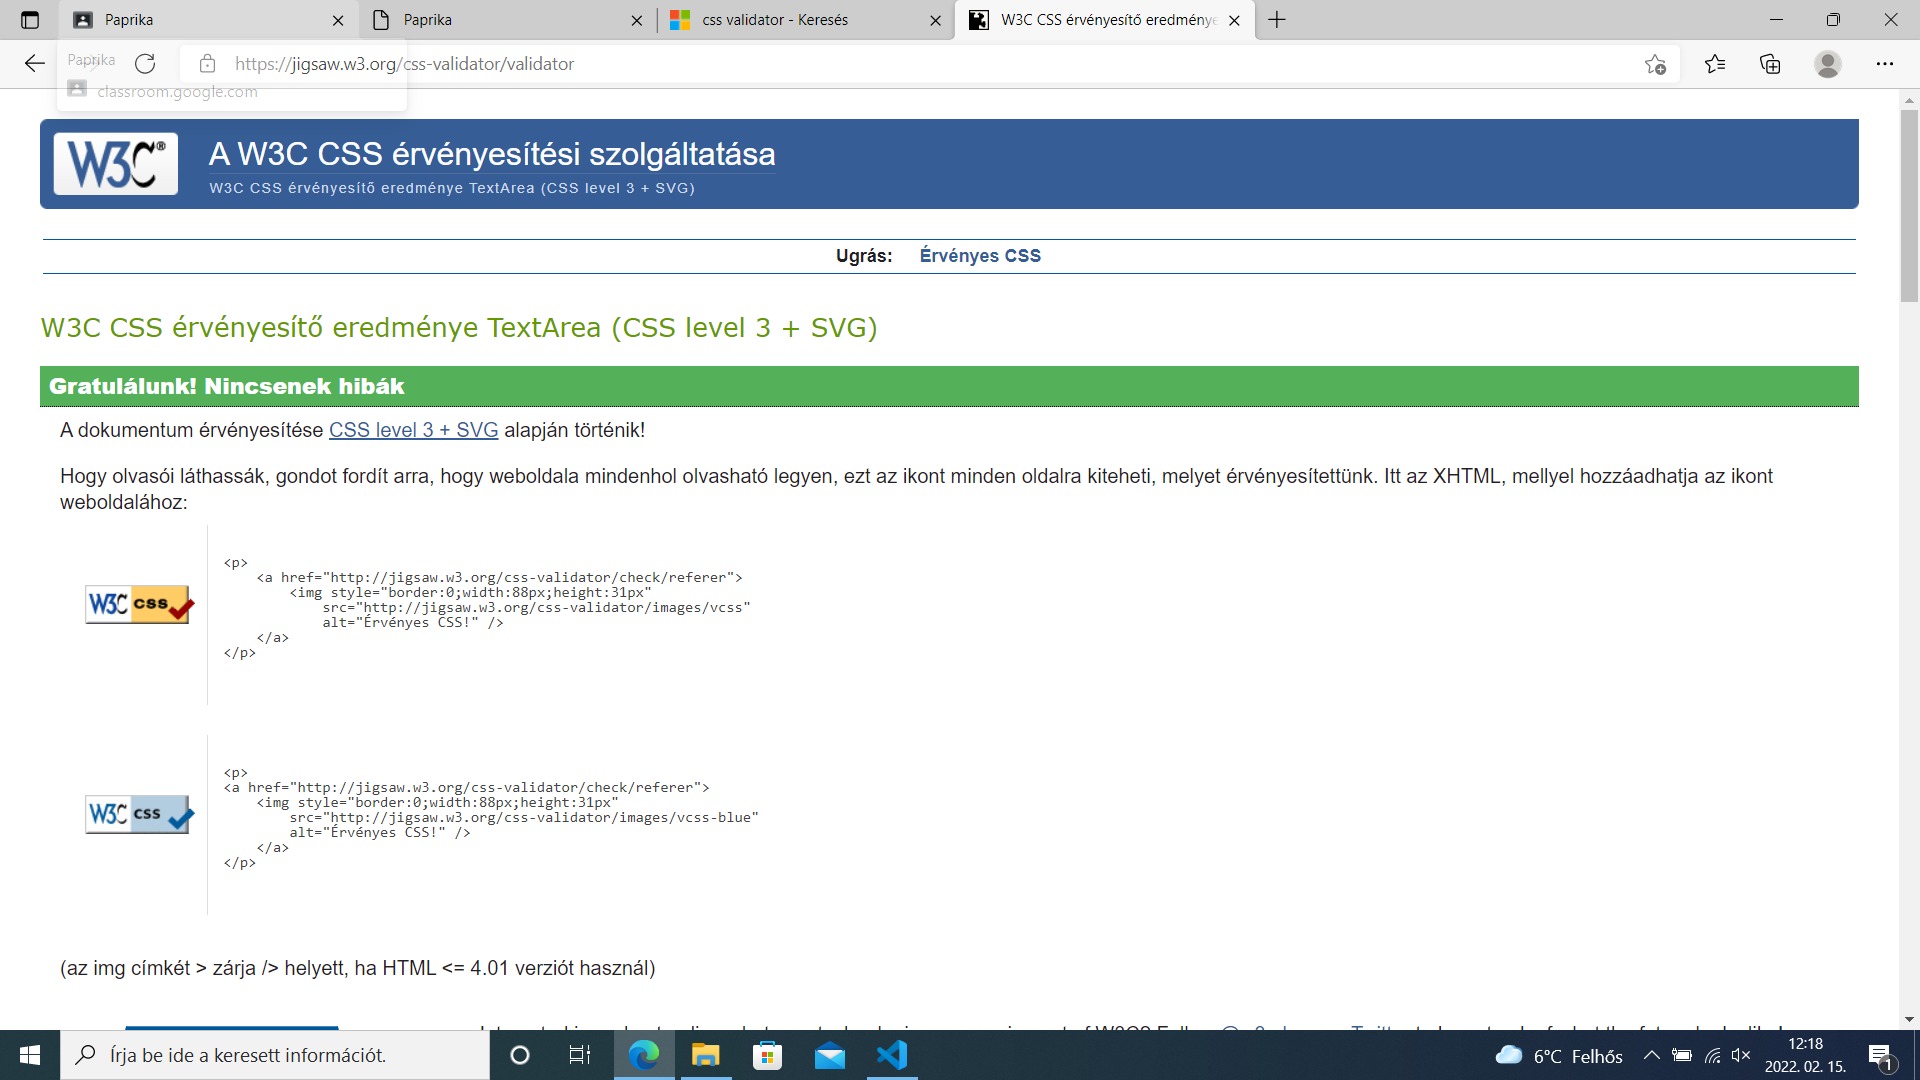 Paprika
Paprika
css validator - Keresés
W3C CSS érvényesítő eredménye
https://jigsaw.w3.org/css-validator/validator
Paprika
classroom.google.com
W3C®
A W3C CSS érvényesítési szolgáltatása
W3C CSS érvényesítő eredménye TextArea (CSS level 3 + SVG)
Ugrás: Érvényes CSS
W3C CSS érvényesítő eredménye TextArea (CSS level 3 + SVG)
Gratulálunk! Nincsenek hibák
A dokumentum érvényesítése CSS level 3 + SVG alapján történik!
Hogy olvasói láthassák, gondot fordít arra, hogy weboldala mindenhol olvasható legyen, ezt az ikont minden oldalra kiteheti, melyet érvényesítettünk. Itt az XHTML, mellyel hozzáadhatja az ikont
weboldalához:
W3C css
<p>
<a href="http://jigsaw.w3.org/css-validator/check/referer">
<img style="border:0;width:88px;height:31px"
src="http://jigsaw.w3.org/css-validator/images/vcss"
alt="Érvényes CSS!" />
</a>
</p>
W3C css
<p>
<a href="http://jigsaw.w3.org/css-validator/check/referer">
<img style="border:0;width:88px;height:31px"
src="http://jigsaw.w3.org/css-validator/images/vcss-blue"
alt="Érvényes CSS!" />
</a>
</p>
(az img címkét > zárja /> helyett, ha HTML <= 4.01 verziót használ)
Írja be ide a keresett információt.
6°C Felhős
12:18
2022. 02. 15.
1